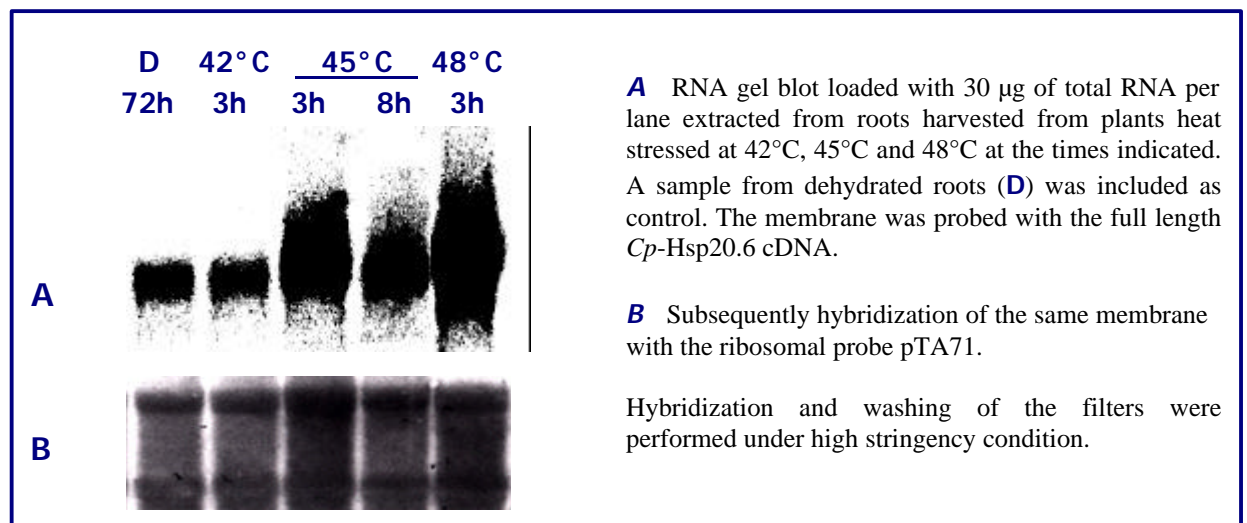 D 42°C 45°C 48°C
72h 3h 3h 8h 3h
A
B
A RNA gel blot loaded with 30 µg of total RNA per
lane extracted from roots harvested from plants heat
stressed at 42°C, 45°C and 48°C at the times indicated.
A sample from dehydrated roots (D) was included as
control. The membrane was probed with the full length
Cp-Hsp20.6 cDNA.
B Subsequently hybridization of the same membrane
with the ribosomal probe pTA71.
Hybridization and washing of the filters were
performed under high stringency condition.